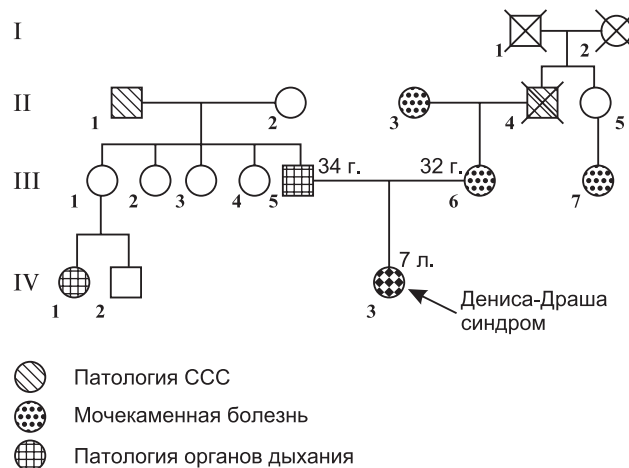 I
1
2
II
1
2
3
4
5
III
1
2
3
4
5
34 г.
32 г.
6
7
IV
1
2
7 л.
3
Дениса-Драша
синдром
Патология ССС
Мочекаменная болезнь
Патология органов дыхания